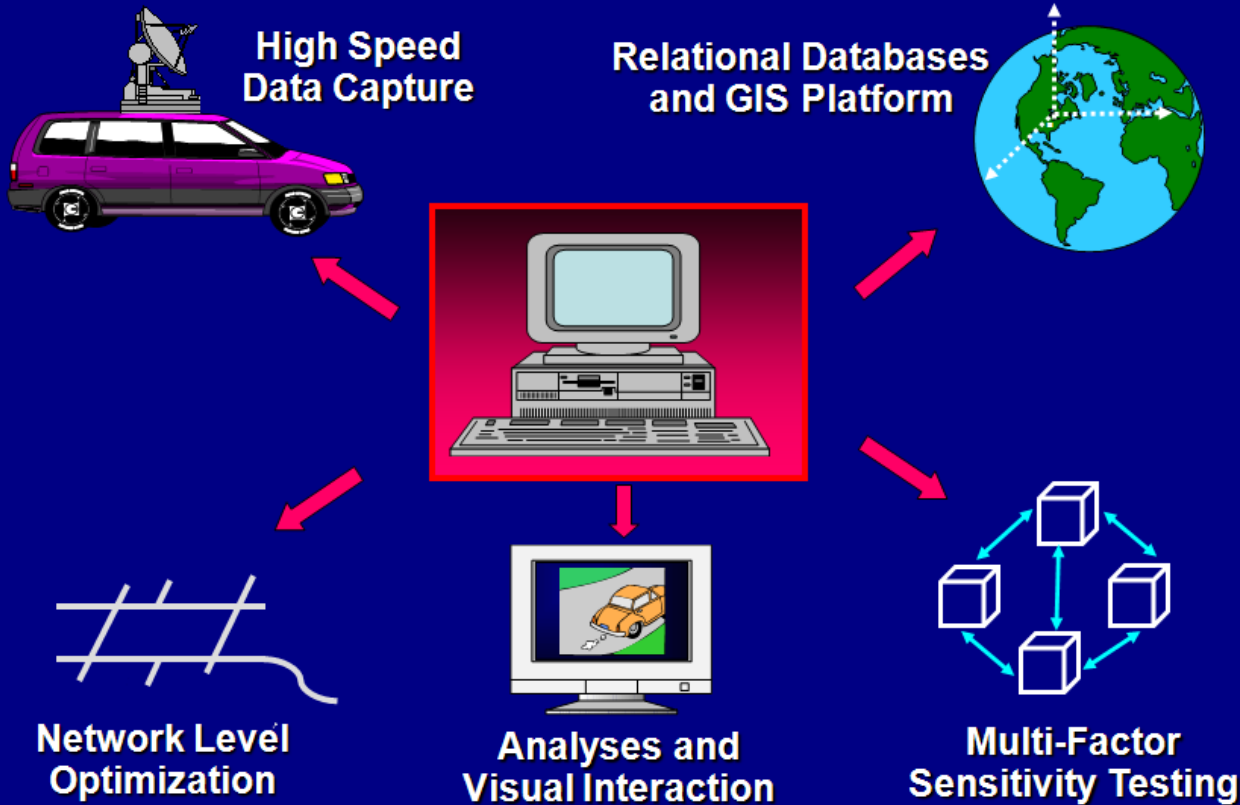 High Speed
Data Capture
Relational Databases
and GIS Platform
Network Level
Optimization
Analyses and
Visual Interaction
Multi-Factor
Sensitivity Testing